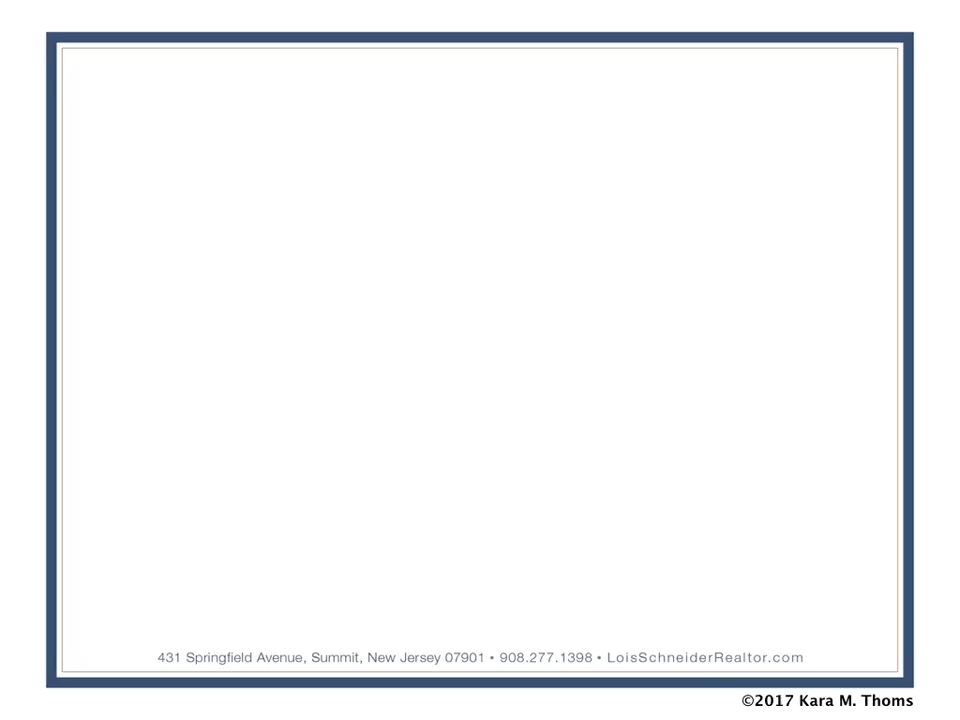 431 Springfield Avenue, Summit, New Jersey 07901 • 908.277.1398 • LoisSchneiderRealtor.com
©2017 Kara M. Thoms